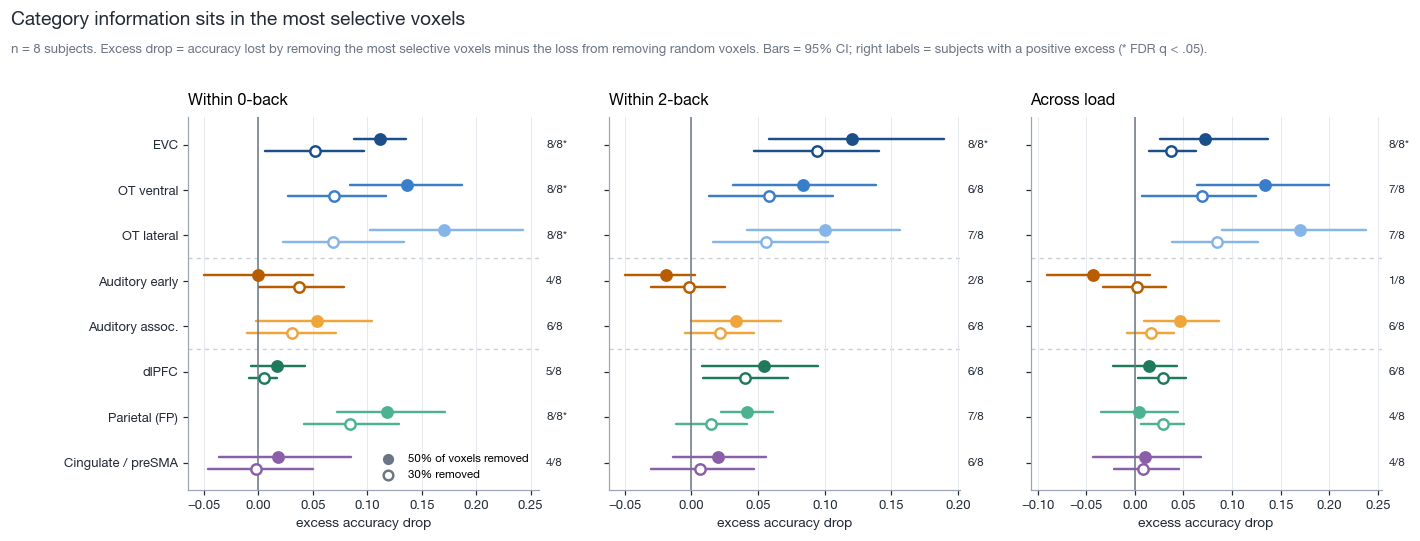 Category information sits in the most selective voxels
n = 8 subjects. Excess drop = accuracy lost by removing the most selective voxels minus the loss from removing random voxels. Bars = 95% CI; right labels = subjects with a positive excess (* FDR q < .05).
Within 0-back
Within 2-back
Across load
EVC
8/8*
8/8*
8/8*
OT ventral
8/8*
6/8
7/8
OT lateral
8/8*
7/8
7/8
Auditory early
4/8
2/8
1/8
Auditory assoc.
6/8
6/8
6/8
dlPFC
5/8
6/8
6/8
Parietal (FP)
8/8*
7/8
4/8
Cingulate / preSMA
4/8
6/8
4/8
50% of voxels removed
30% removed
−0.05 0.00 0.05 0.10 0.15 0.20 0.25
−0.05 0.00 0.05 0.10 0.15 0.20
−0.10 −0.05 0.00 0.05 0.10 0.15 0.20 0.25
excess accuracy drop
excess accuracy drop
excess accuracy drop